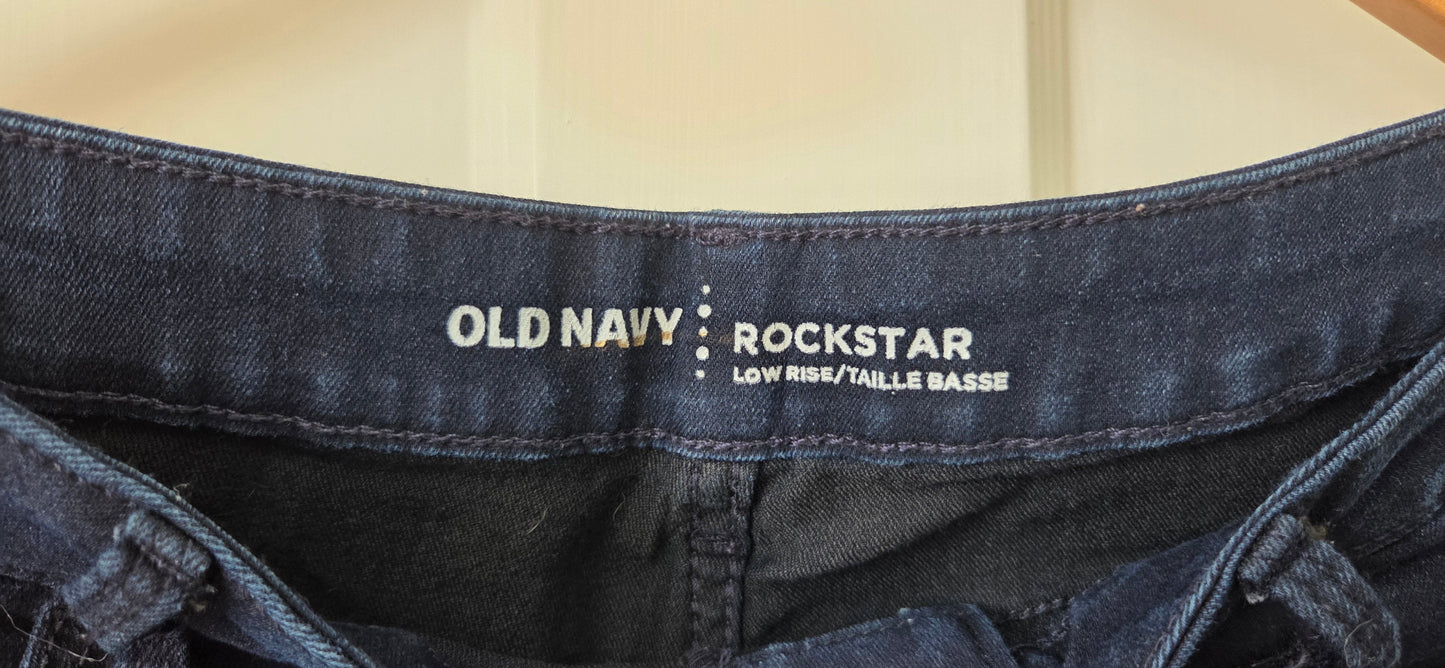 OLD NAVY
ROCKSTAR
LOW RISE/TAILLE BASSE